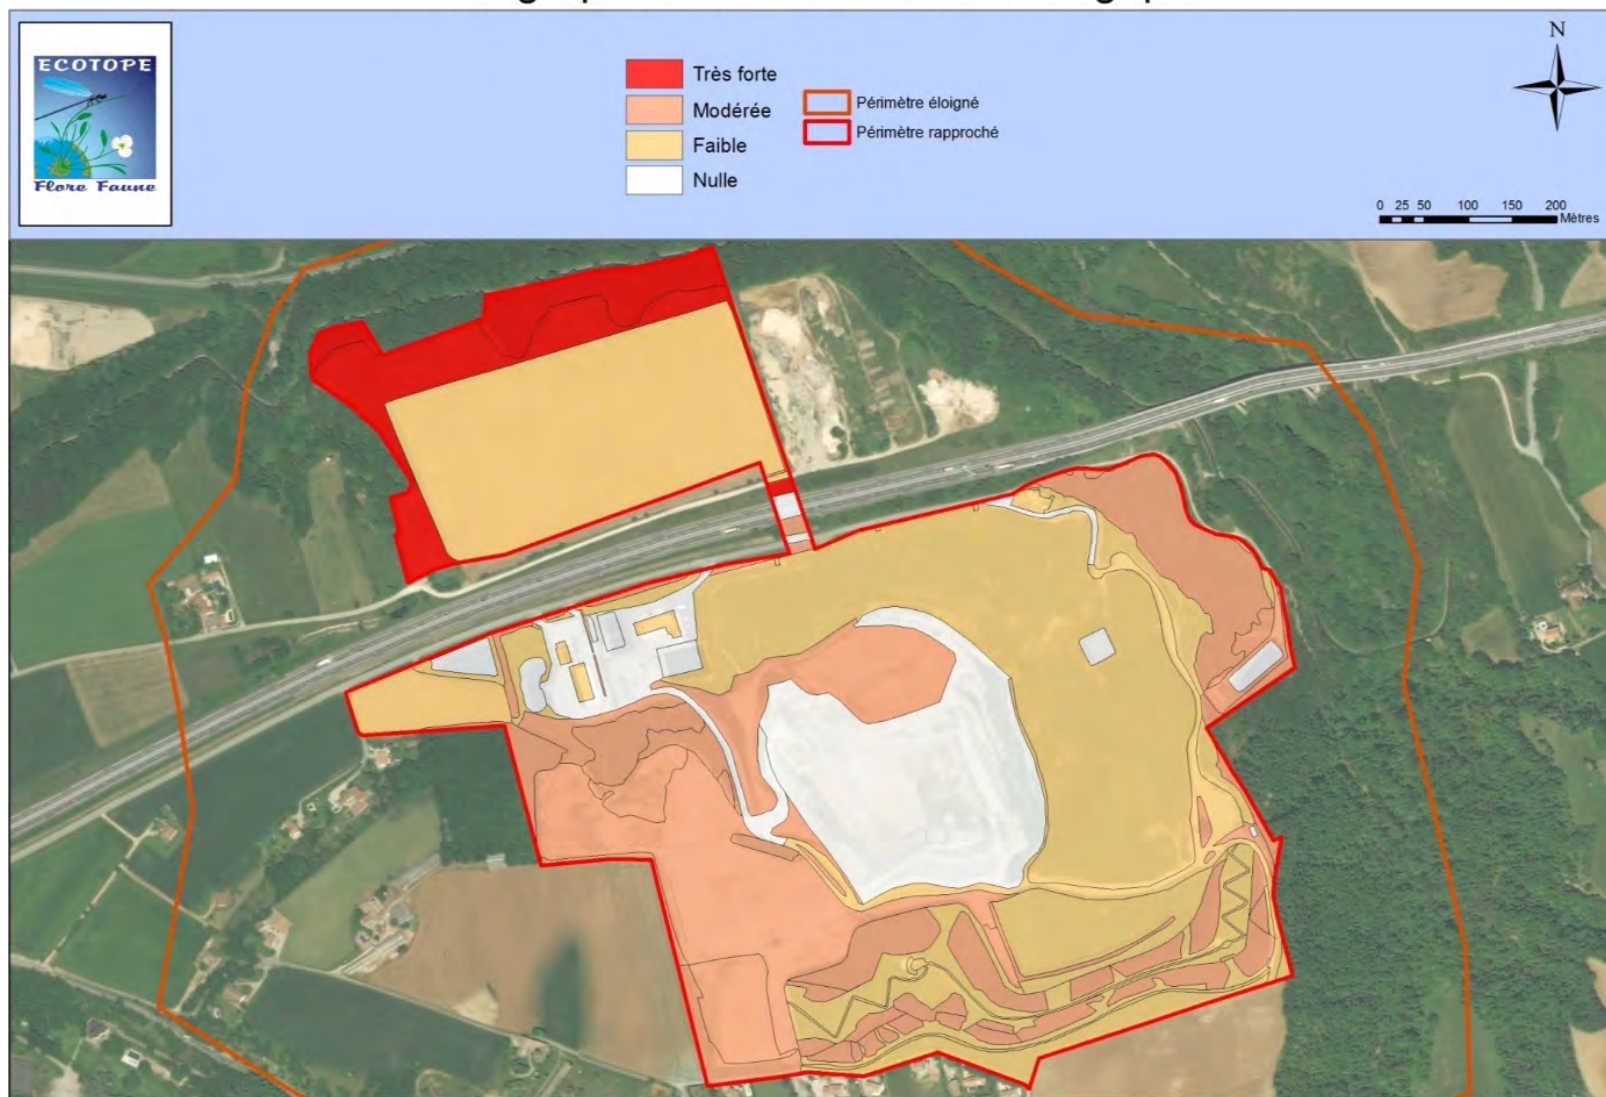 ECOTOPE
Flore Faune
Très forte
Modérée
Faible
Nulle
Périmètre éloigné
Périmètre rapproché
N
0 25 50 100 150 200
Mètres